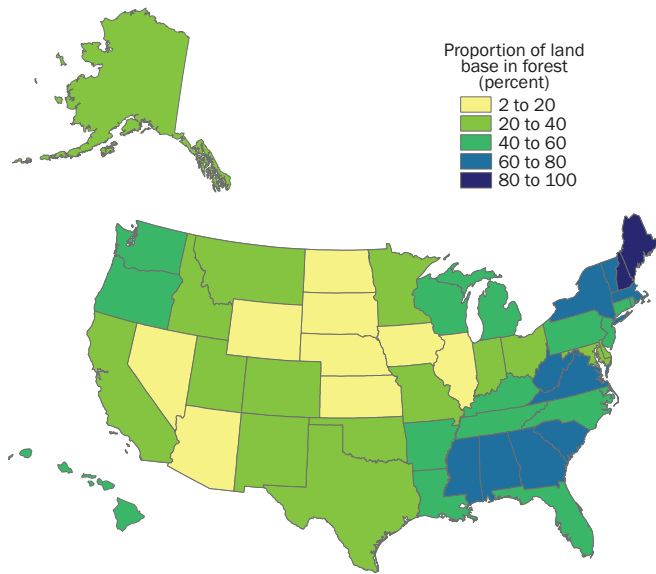 Proportion of land
base in forest
(percent)
2 to 20
20 to 40
40 to 60
60 to 80
80 to 100